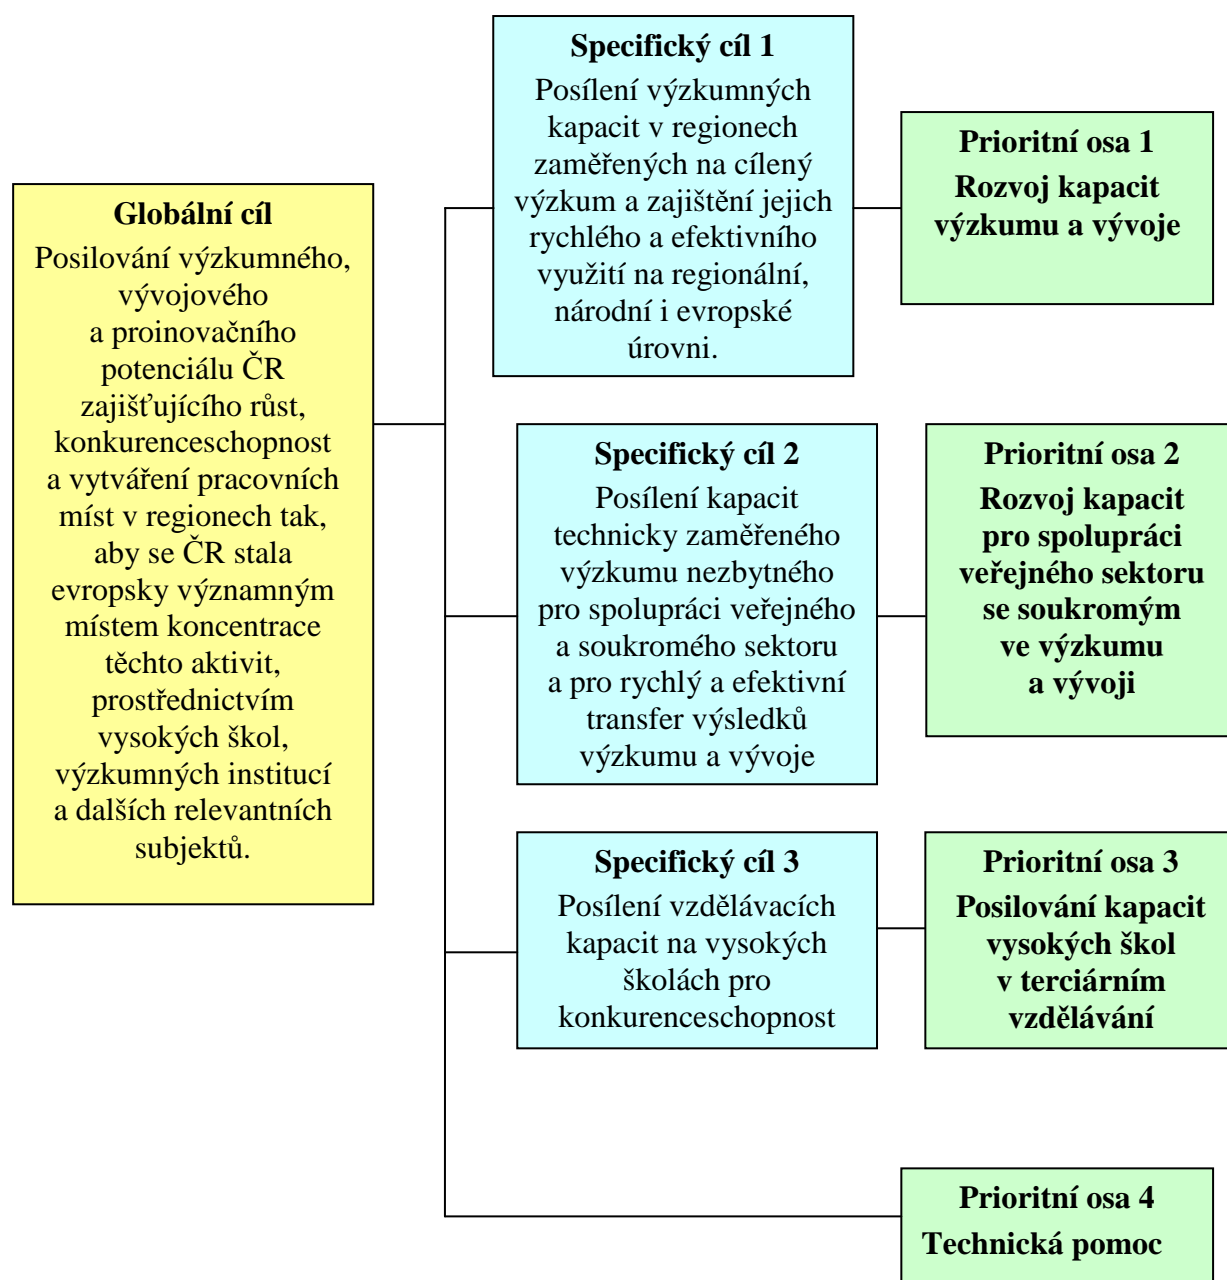 Globální cíl
Posilování výzkumného,
vývojového
a proinovačního
potenciálu ČR
zajišťujícího růst,
konkurenceschopnost
a vytváření pracovních
míst v regionech tak,
aby se ČR stala
evropsky významným
místem koncentrace
těchto aktivit,
prostřednictvím
vysokých škol,
výzkumných institucí
a dalších relevantních
subjektů.
Specifický cíl 1
Posílení výzkumných
kapacit v regionech
zaměřených na cílený
výzkum a zajištění jejich
rychlého a efektivního
využití na regionální,
národní i evropské
úrovni.
Prioritní osa 1
Rozvoj kapacit
výzkumu a vývoje
Specifický cíl 2
Posílení kapacit
technicky zaměřeného
výzkumu nezbytného
pro spolupráci veřejného
a soukromého sektoru
a pro rychlý a efektivní
transfer výsledků
výzkumu a vývoje
Prioritní osa 2
Rozvoj kapacit
pro spolupráci
veřejného sektoru
se soukromým
ve výzkumu
a vývoji
Specifický cíl 3
Posílení vzdělávacích
kapacit na vysokých
školách pro
konkurenceschopnost
Prioritní osa 3
Posilování kapacit
vysokých škol
v terciárním
vzdělávání
Prioritní osa 4
Technická pomoc